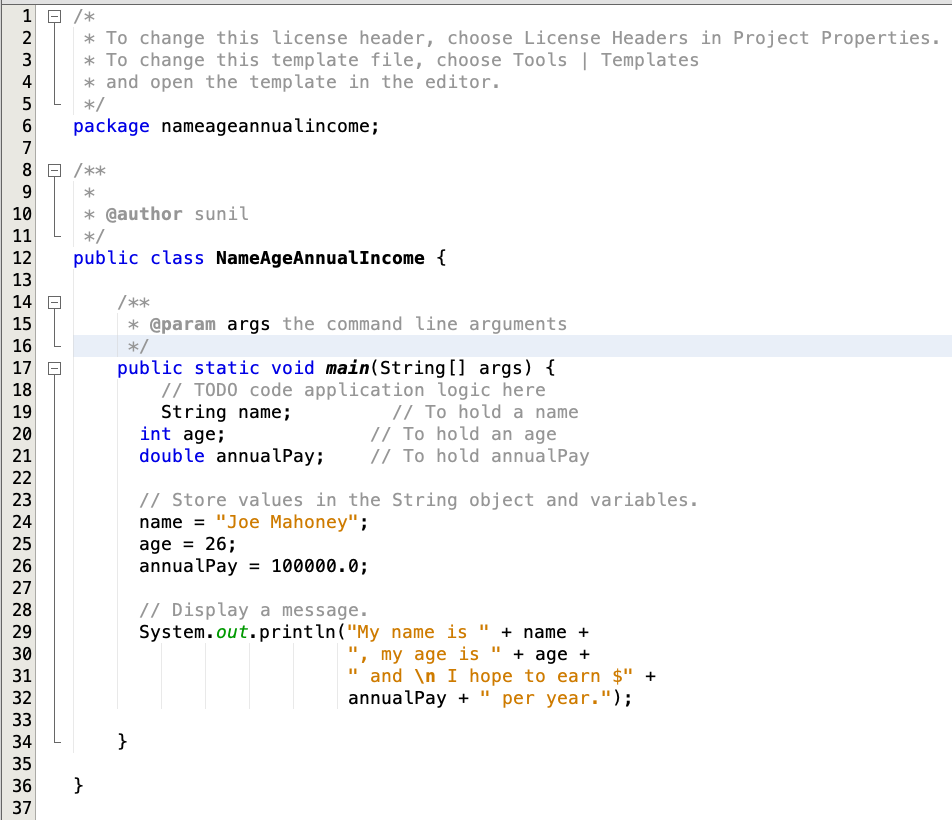 1 /*
2 * To change this license header, choose License Headers in Project Properties.
3 * To change this template file, choose Tools | Templates
4 * and open the template in the editor.
5 */
6 package nameageannualincome;
7
8 /**
9 *
10 * @author sunil
11 */
12 public class NameAgeAnnualIncome {
13
14 /**
15 * @param args the command line arguments
16 */
17 public static void main(String[] args) {
18 // TODO code application logic here
19 String name; // To hold a name
20 int age; // To hold an age
21 double annualPay; // To hold annualPay
22
23 // Store values in the String object and variables.
24 name = "Joe Mahoney";
25 age = 26;
26 annualPay = 100000.0;
27
28 // Display a message.
29 System.out.println("My name is " + name +
30 ", my age is " + age +
31 " and \n I hope to earn $" +
32 annualPay + " per year.");
33
34 }
35
36 }
37